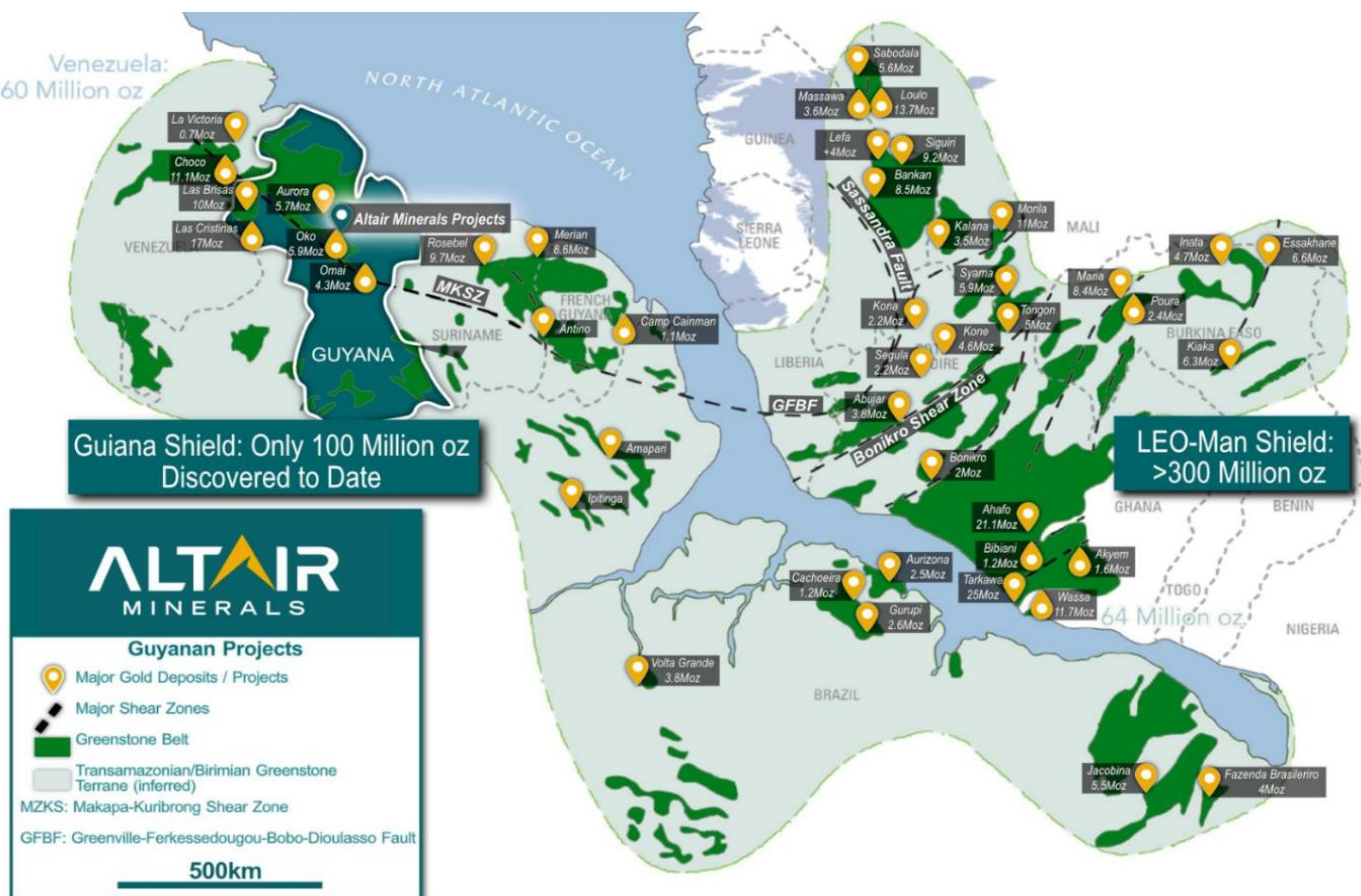 Venezuela:
60 Million oz
NORTH ATLANTIC OCEAN
La Victoria
0.7Moz
Choco
11.1Moz
Las Brisas
10Moz
Las Cristinas
17Moz
VENEZUELA
Aurora
5.7Moz
Altair Minerals Projects
Oko
5.9Moz
Omai
4.3Moz
GUYANA
Rosebel
9.7Moz
Merian
8.6Moz
MKSZ
SURINAME
FRENCH
GUYANA
Antino
Camp Cainman
1.1Moz
GFBF
Amapari
Ipitinga
Guiana Shield: Only 100 Million oz
Discovered to Date
Sabodala
5.6Moz
Massawa
3.6Moz
Loulo
13.7Moz
GUINEA
Lefa
+4Moz
Siguiri
9.2Moz
Bankan
8.5Moz
Sassandra Fault
SIERRA
LEONE
Kalana
3.5Moz
Morila
11Moz
MALI
Syama
5.9Moz
Mana
8.4Moz
Inata
4.7Moz
Essakhane
6.6Moz
Poura
2.4Moz
BURKINA FASO
Kiaka
6.3Moz
Kona
2.2Moz
Tongon
5Moz
Kone
4.6Moz
LIBERIA
Segula
2.2Moz
IVOIRE
Abujar
3.8Moz
Bonikro Shear Zone
Bonikro
2Moz
LEO-Man Shield:
>300 Million oz
GHANA
BENIN
Ahafo
21.1Moz
Bibiani
1.2Moz
Akyem
1.6Moz
Tarkawa
25Moz
Wassa
11.7Moz
TOGO
64 Million oz
NIGERIA
Aurizona
2.5Moz
Cachoeira
1.2Moz
Gurupi
2.6Moz
Volta Grande
3.8Moz
BRAZIL
Jacobina
5.5Moz
Fazenda Brasileriro
4Moz
ALTAIR
MINERALS
Guyanan Projects
Major Gold Deposits / Projects
Major Shear Zones
Greenstone Belt
Transamazonian/Birimian Greenstone
Terrane (inferred)
MZKS: Makapa-Kuribrong Shear Zone
GFBF: Greenville-Ferkessedougou-Bobo-Dioulasso Fault
500km